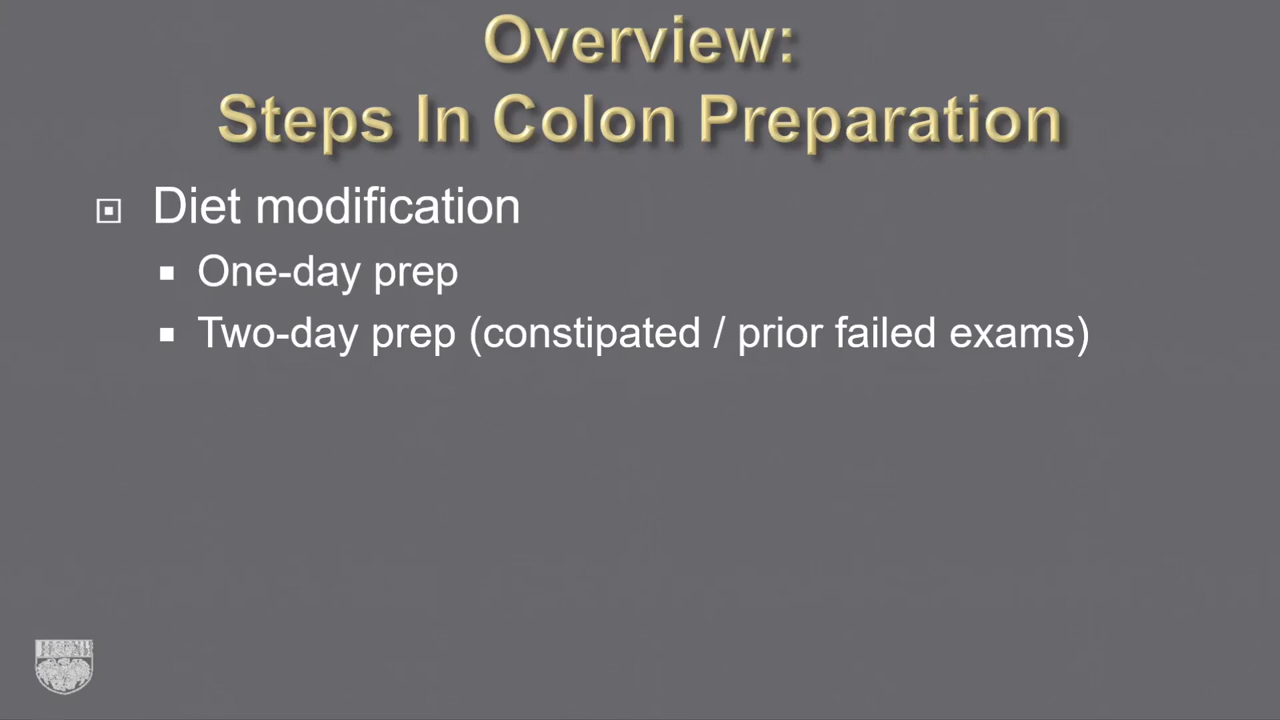 Overview:
Steps In Colon Preparation
Diet modification
One-day prep
Two-day prep (constipated / prior failed exams)